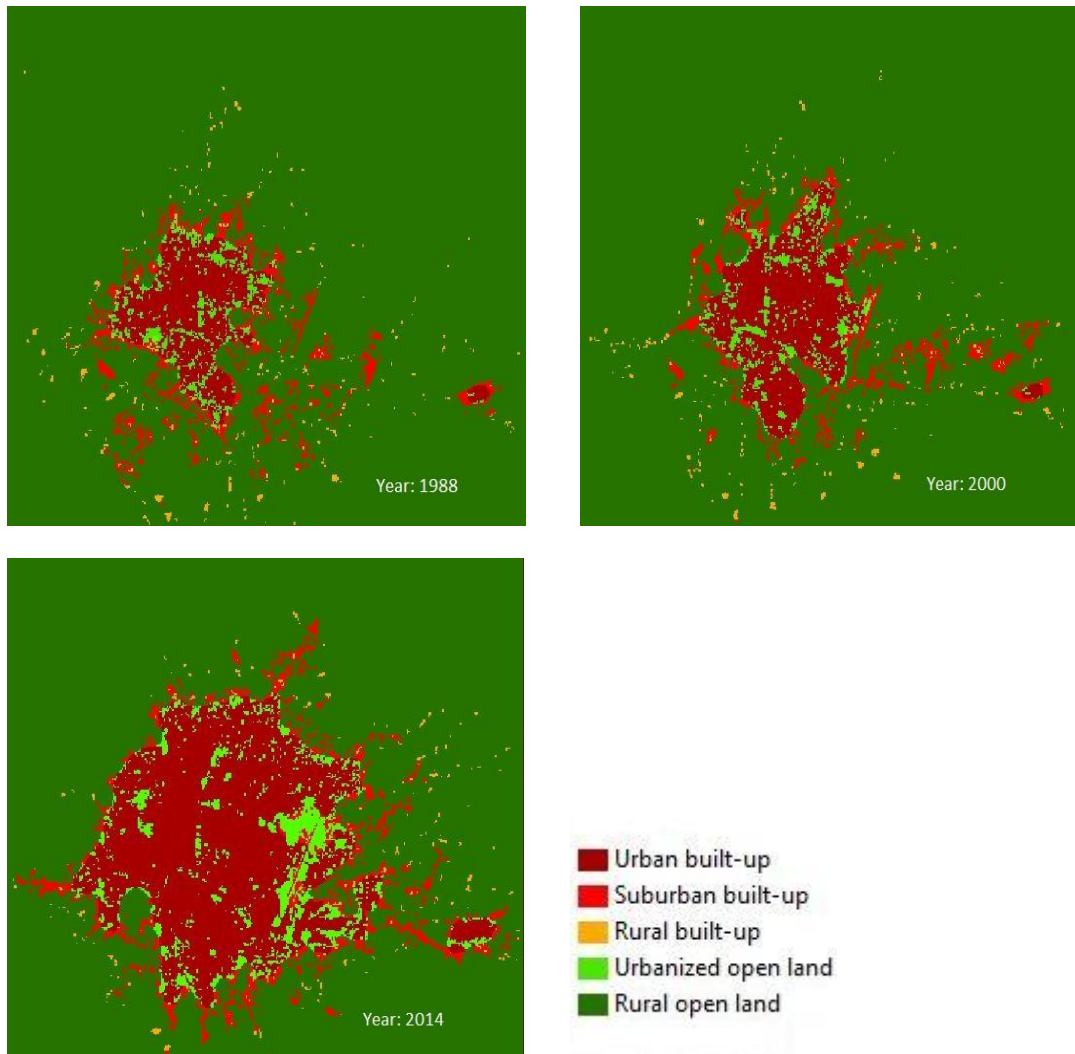 Year: 1988
Year: 2000
Year: 2014
Urban built-up
Suburban built-up
Rural built-up
Urbanized open land
Rural open land